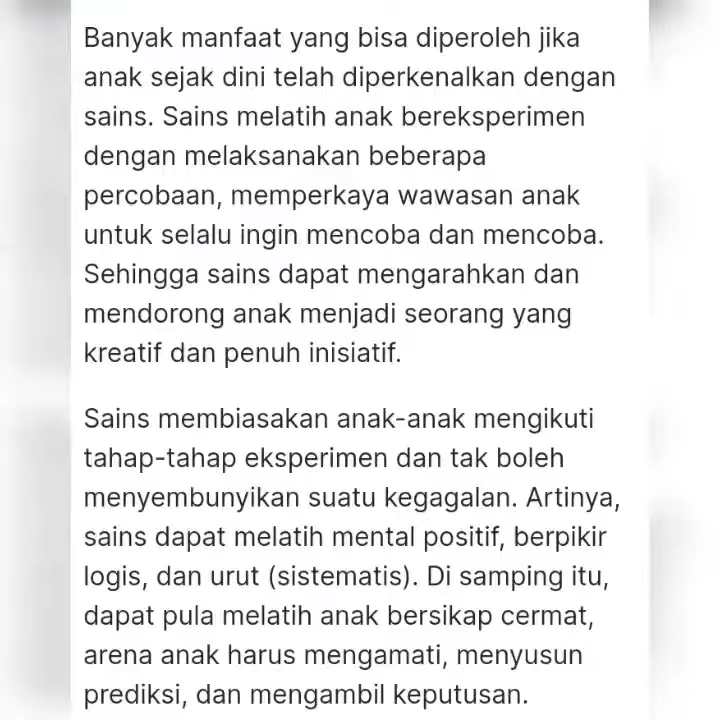 Banyak manfaat yang bisa diperoleh jika
anak sejak dini telah diperkenalkan dengan
sains. Sains melatih anak bereksperimen
dengan melaksanakan beberapa
percobaan, memperkaya wawasan anak
untuk selalu ingin mencoba dan mencoba.
Sehingga sains dapat mengarahkan dan
mendorong anak menjadi seorang yang
kreatif dan penuh inisiatif.
Sains membiasakan anak-anak mengikuti
tahap-tahap eksperimen dan tak boleh
menyembunyikan suatu kegagalan. Artinya,
sains dapat melatih mental positif, berpikir
logis, dan urut (sistematis). Di samping itu,
dapat pula melatih anak bersikap cermat,
arena anak harus mengamati, menyusun
prediksi, dan mengambil keputusan.